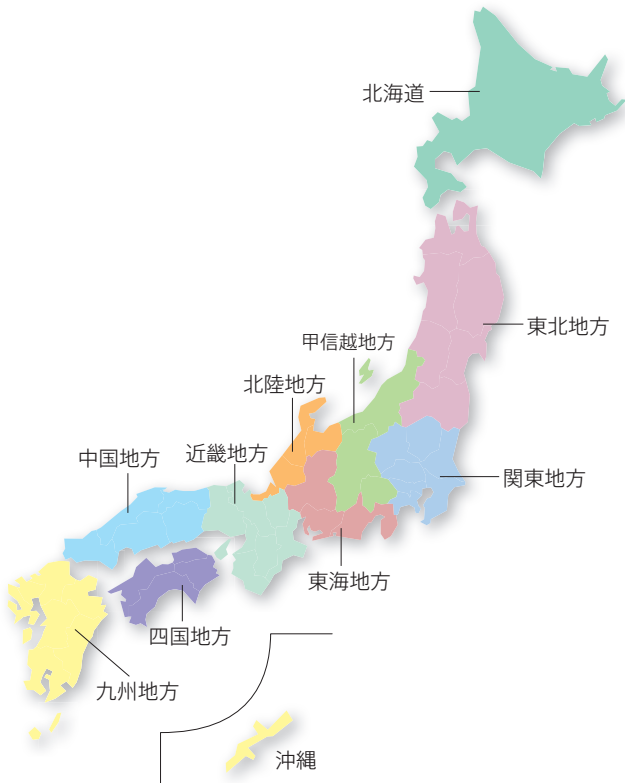 北海道
東北地方
甲信越地方
北陸地方
近畿地方
中国地方
関東地方
東海地方
四国地方
九州地方
沖縄